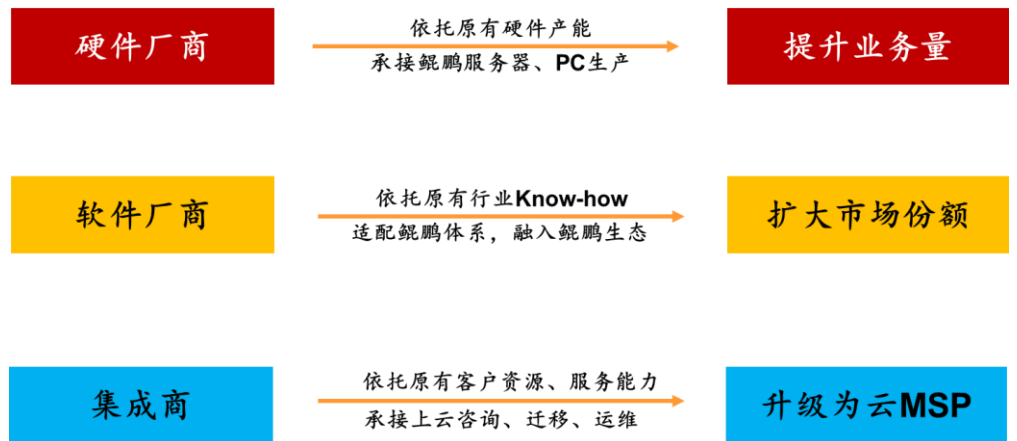 硬件厂商
依托原有硬件产能
承接鲲鹏服务器、PC生产
提升业务量
软件厂商
依托原有行业Know-how
适配鲲鹏体系，融入鲲鹏生态
扩大市场份额
集成商
依托原有客户资源、服务能力
承接上云咨询、迁移、运维
升级为云MSP